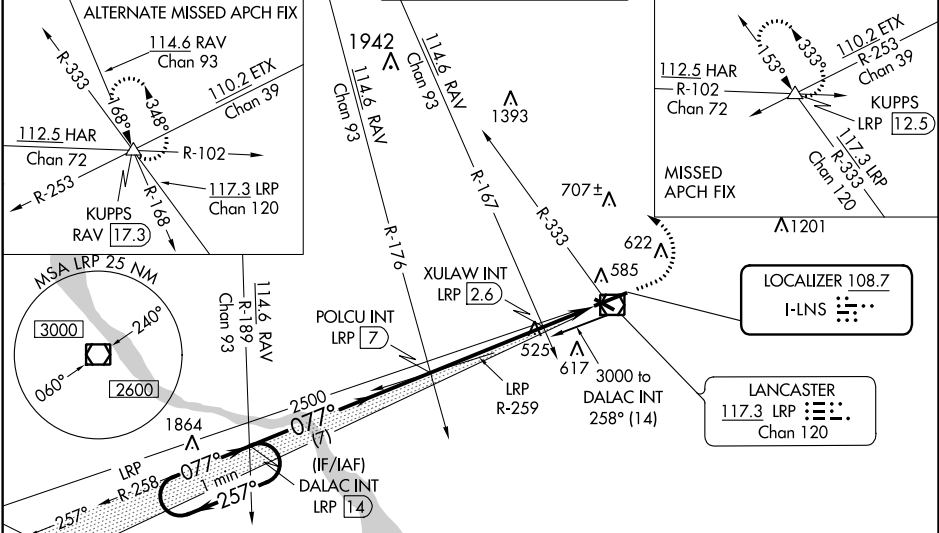 ALTERNATE MISSED APCH FIX
114.6 RAV
Chan 93
R-333
110.2 ETX
Chan 39
168°
348°
112.5 HAR
Chan 72
R-102
R-253
R-168
117.3 LRP
Chan 120
KUPPS
RAV 17.3
1942
114.6 RAV
Chan 93
R-176
114.6 RAV
Chan 93
R-167
1393
R-333
707±
622
585
153°
333°
110.2 ETX
R-253
Chan 39
112.5 HAR
R-102
Chan 72
KUPPS
LRP 12.5
117.3 LRP
R-333
Chan 120
MISSED
APCH FIX
1201
MSA LRP 25 NM
3000
240°
060°
2600
114.6 RAV
R-189
Chan 93
XULAW INT
LRP 2.6
POLCU INT
LRP 7
LOCALIZER 108.7
I-LNS
525
617
3000 to
DALAC INT
258° (14)
LRP
R-259
LANCASTER
117.3 LRP
Chan 120
2500
077°
(7)
1864
LRP
R-258
077°
1 min
257°
257°
(IF/IAF)
DALAC INT
LRP 14